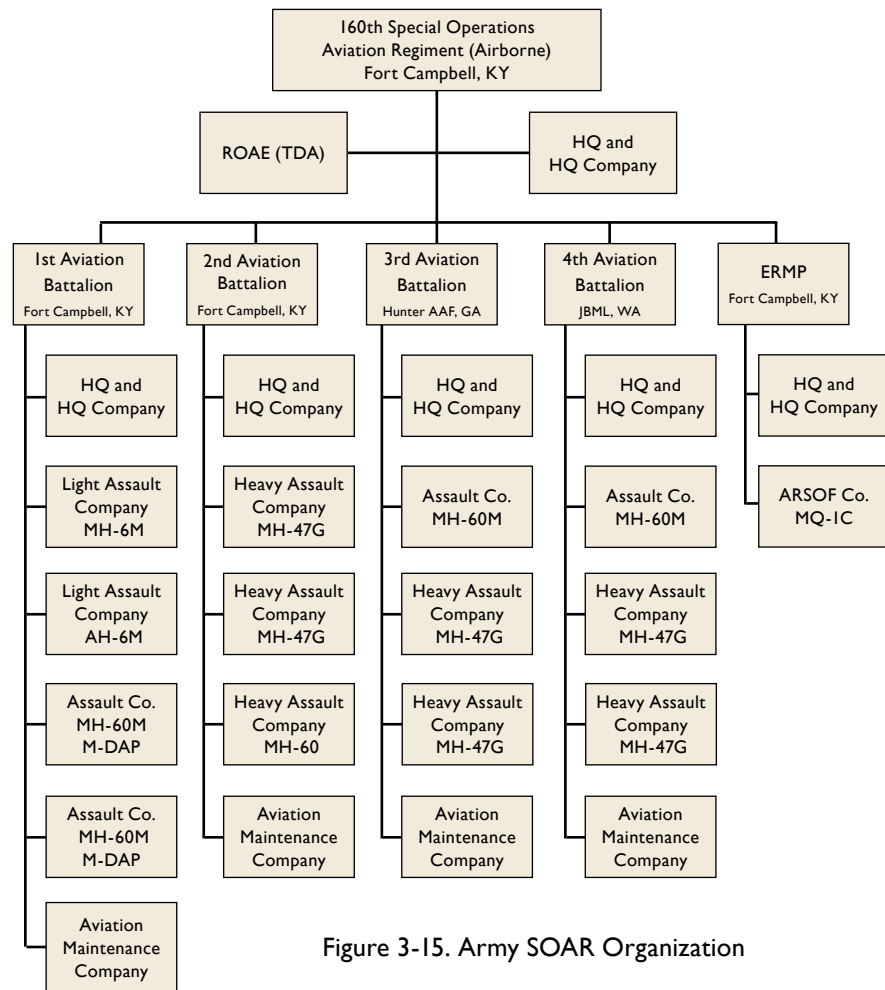 160th Special Operations
Aviation Regiment (Airborne)
Fort Campbell, KY
ROAE (TDA)
HQ and
HQ Company
1st Aviation
Battalion
Fort Campbell, KY
2nd Aviation
Battalion
Fort Campbell, KY
3rd Aviation
Battalion
Hunter AAF, GA
4th Aviation
Battalion
JBML, WA
ERMP
Fort Campbell, KY
HQ and
HQ Company
Light Assault
Company
MH-6M
Light Assault
Company
AH-6M
Assault Co.
MH-60M
M-DAP
Assault Co.
MH-60M
M-DAP
Aviation
Maintenance
Company
HQ and
HQ Company
Heavy Assault
Company
MH-47G
Heavy Assault
Company
MH-47G
Heavy Assault
Company
MH-60
Aviation
Maintenance
Company
HQ and
HQ Company
Assault Co.
MH-60M
Heavy Assault
Company
MH-47G
Heavy Assault
Company
MH-47G
Aviation
Maintenance
Company
HQ and
HQ Company
Assault Co.
MH-60M
Heavy Assault
Company
MH-47G
Heavy Assault
Company
MH-47G
Aviation
Maintenance
Company
HQ and
HQ Company
ARSOF Co.
MQ-1C
Figure 3-15. Army SOAR Organization